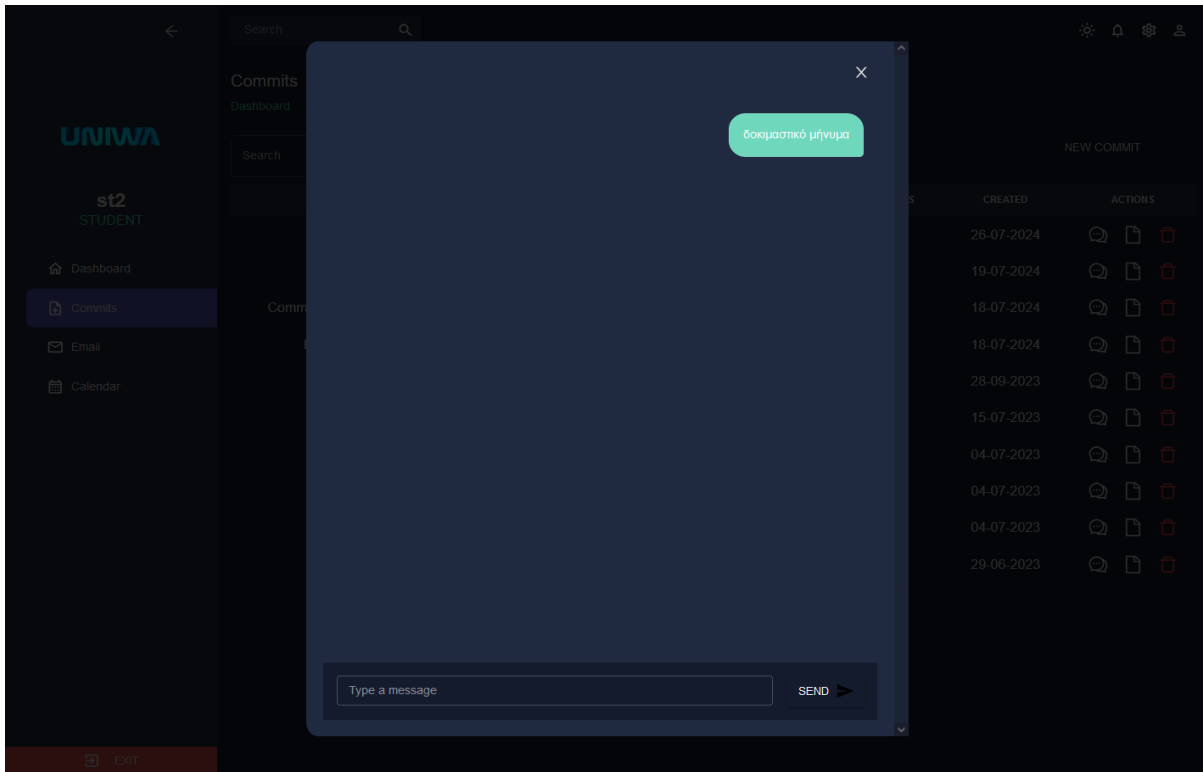 Search
Commits
Dashboard
UNIWA
δοκιμαστικό μήνυμα
Search
NEW COMMIT
st2
STUDENT
CREATED
ACTIONS
26-07-2024
Dashboard
19-07-2024
Commits
Comm
18-07-2024
Email
18-07-2024
Calendar
28-09-2023
15-07-2023
04-07-2023
04-07-2023
04-07-2023
29-06-2023
Type a message
SEND
EXIT